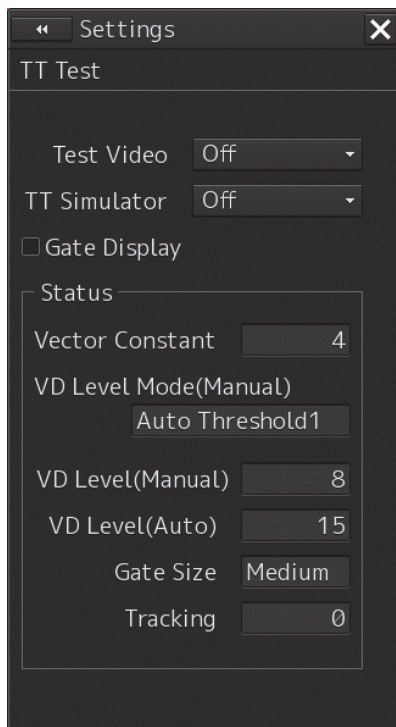 Settings
TT Test
Test Video Off
TT Simulator Off
Gate Display
Status
Vector Constant 4
VD Level Mode(Manual)
Auto Threshold1
VD Level(Manual) 8
VD Level(Auto) 15
Gate Size Medium
Tracking 0